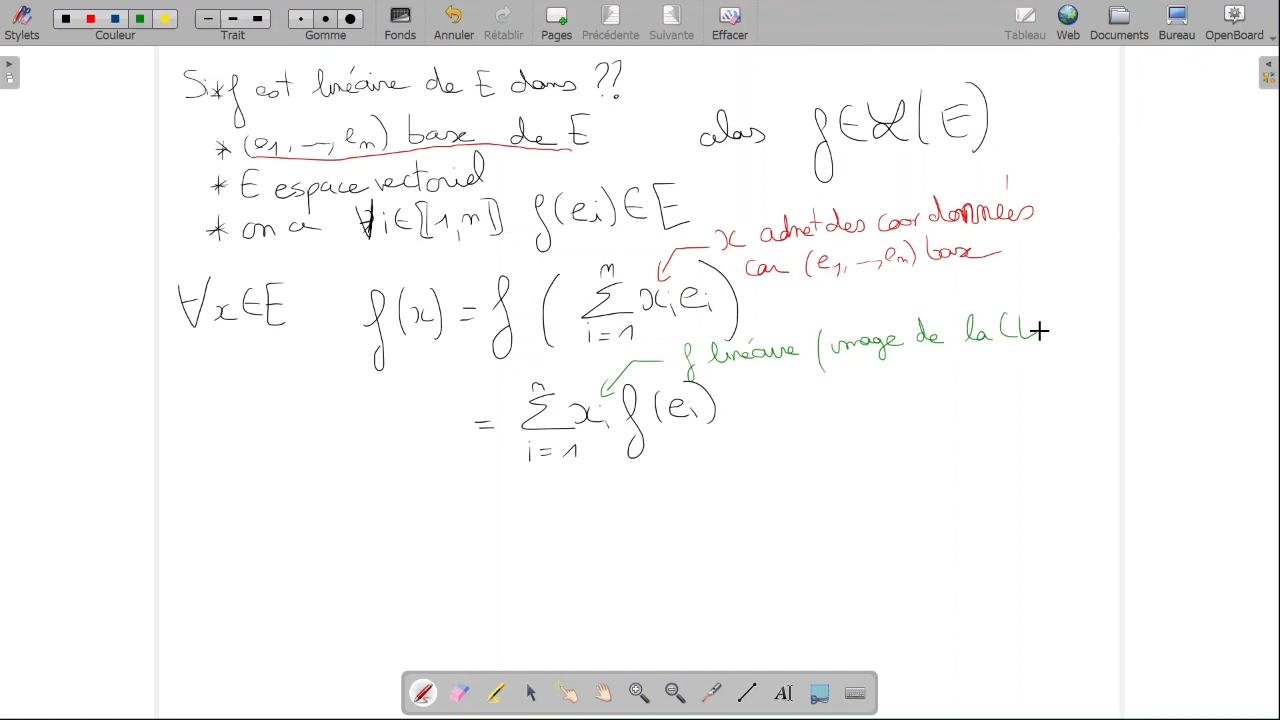 Stylets Couleur Trait Gomme Fonds Annuler Rétablir Pages Précédente Suivante Effacer Tableau Web Documents Bureau OpenBoard
Si * f est linéaire de E dans ??
* (e1, ..., en) base de E
alors f ∈ ℒ(E)
* E espace vectoriel
* on a ∀i ∈ ⟦1, n⟧ f(ei) ∈ E
x admet des coordonnées
car (e1, ..., en) base
∀x ∈ E f(x) = f ( ∑_{i=1}^{n} xi ei )
f linéaire (image de la CL
= ∑_{i=1}^{n} xi f(ei)